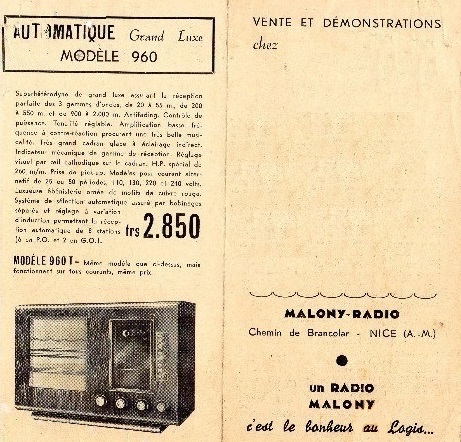 AUTOMATIQUE Grand Luxe
MODÈLE 960
Superhétérodyne de grand luxe assurant la réception
parfaite des 3 gammes d'ondes, de 20 à 55 m, de 200
à 550 m. et de 900 à 2.000 m. Antifading. Contrôle de
puissance. Tonalité réglable. Amplification basse fré-
quence à contre-réaction procurant une très belle musi-
calité. Très grand cadran glace à éclairage indirect.
Indicateur mécanique de gamme de réception. Réglage
visuel par œil cathodique sur le cadran. H.P. spécial de
260 m/m. Prise de pick-up. Modèles pour courant alter-
natif de 25 ou 50 périodes, 110, 130, 220 et 240 volts.
Luxueuse ébénisterie ornée de motifs de cuivre rouge.
Système de sélection automatique assuré par bobinages
séparés et réglage à variation
d'induction permettant la récep-
tion automatique de 8 stations
(6 en P.O. et 2 en G.O.).
frs 2.850
MODÈLE 960 T - Même modèle que ci-dessus, mais
fonctionnant sur tous courants, même prix.
VENTE ET DÉMONSTRATIONS
chez
MALONY-RADIO
Chemin de Brancolar - NICE (A.-M.)
un RADIO
MALONY
c'est le bonheur au Logis...